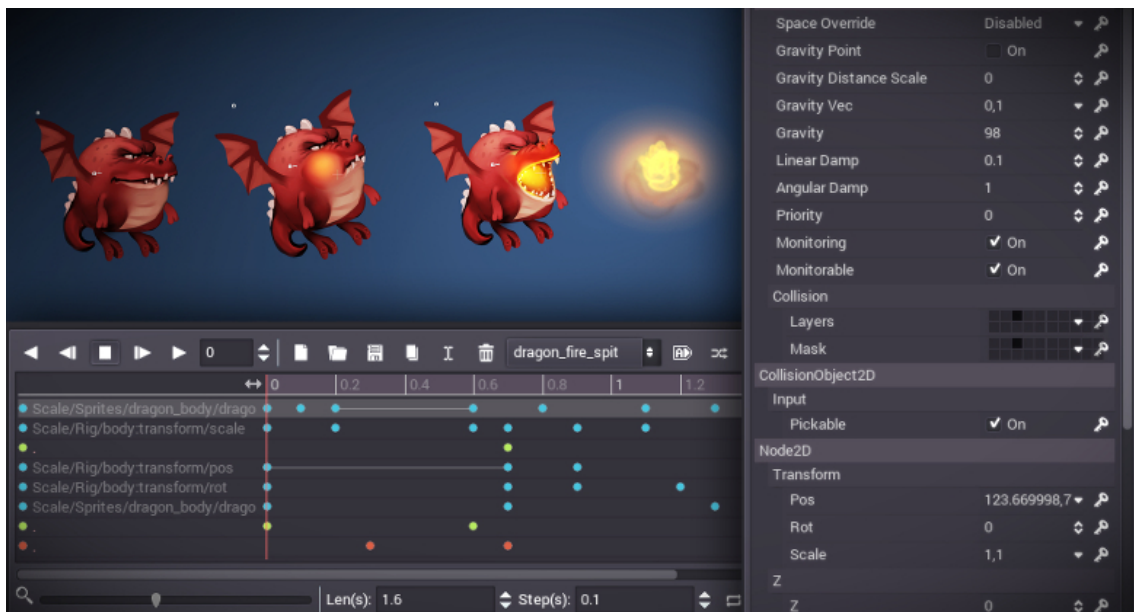 Space Override Disabled
Gravity Point On
Gravity Distance Scale 0
Gravity Vec 0,1
Gravity 98
Linear Damp 0.1
Angular Damp 1
Priority 0
Monitoring On
Monitorable On
Collision
Layers
Mask
CollisionObject2D
Input
Pickable On
Node2D
Transform
Pos 123.669998,7
Rot 0
Scale 1,1
Z
Z 0
0 dragon_fire_spit
0 0.2 0.4 0.6 0.8 1 1.2
Scale/Sprites/dragon_body/drago
Scale/Rig/body:transform/scale
.
Scale/Rig/body:transform/pos
Scale/Rig/body:transform/rot
Scale/Sprites/dragon_body/drago
.
.
Len(s): 1.6 Step(s): 0.1